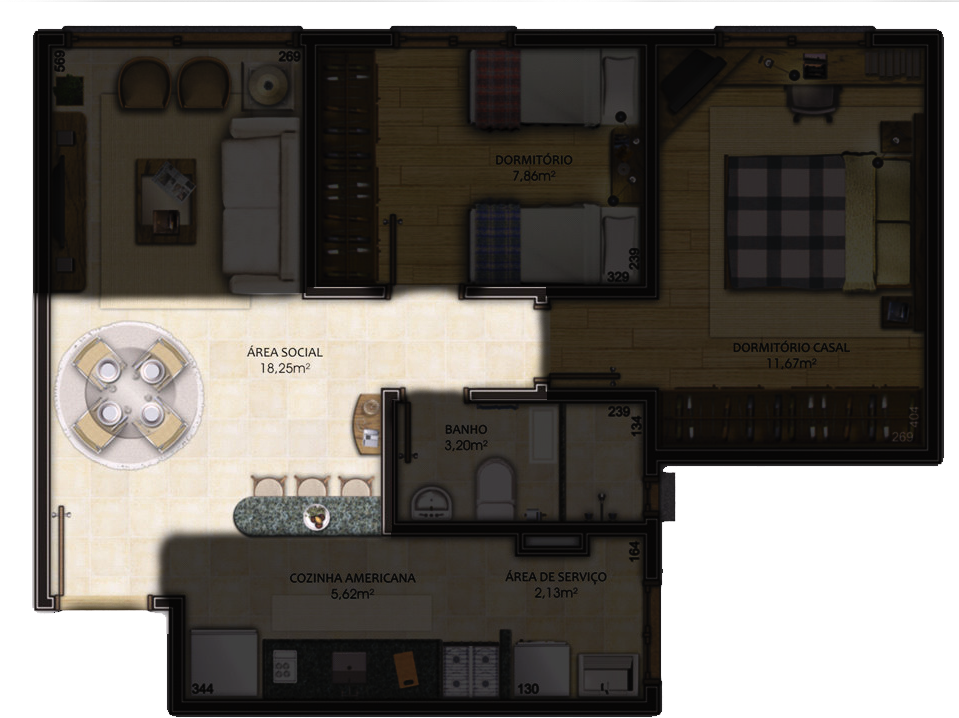 569
269
DORMITÓRIO
7,86m²
239
329
ÁREA SOCIAL
18,25m²
DORMITÓRIO CASAL
11,67m²
BANHO
3,20m²
239
134
404
269
COZINHA AMERICANA
5,62m²
ÁREA DE SERVIÇO
2,13m²
164
344
130